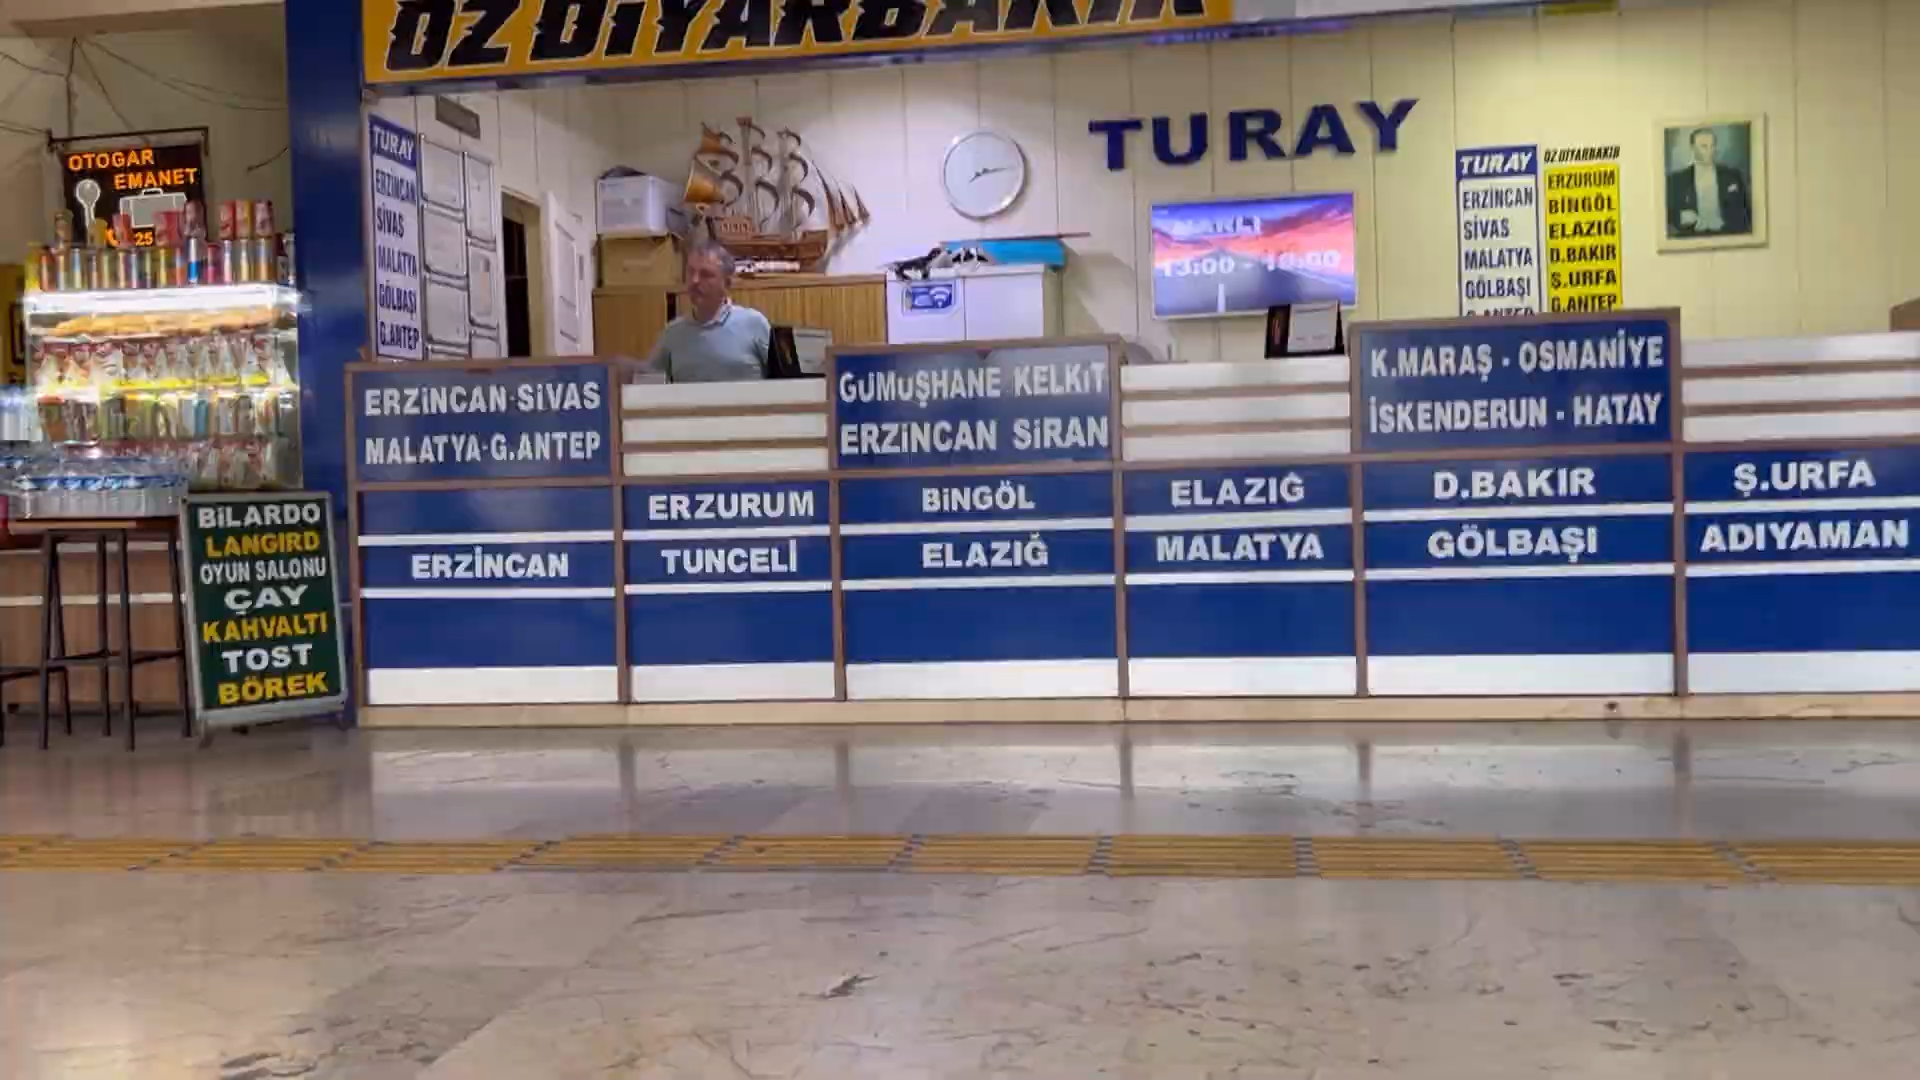 ÖZ DİYARBAKIR
OTOGAR
EMANET
TURAY
ERZİNCAN
SİVAS
MALATYA
GÖLBAŞI
G.ANTEP
TURAY
13:00 -
TURAY
ERZİNCAN
SİVAS
MALATYA
GÖLBAŞI
G.ANTEP
ÖZ DİYARBAKIR
ERZURUM
BİNGÖL
ELAZIĞ
D.BAKIR
Ş.URFA
G.ANTEP
ERZİNCAN-SİVAS
MALATYA-G.ANTEP
GÜMÜŞHANE KELKİT
ERZİNCAN SİRAN
K.MARAŞ - OSMANİYE
İSKENDERUN - HATAY
ERZİNCAN
ERZURUM
TUNCELİ
BİNGÖL
ELAZIĞ
ELAZIĞ
MALATYA
D.BAKIR
GÖLBAŞI
Ş.URFA
ADIYAMAN
BİLARDO
LANGIRD
OYUN SALONU
ÇAY
KAHVALTI
TOST
BÖREK